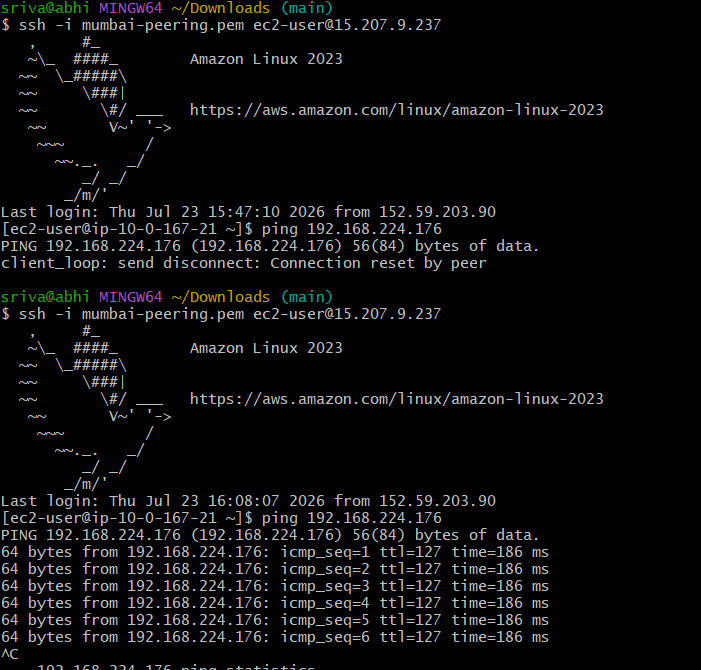 sriva@abhi MINGW64 ~/Downloads (main)
$ ssh -i mumbai-peering.pem ec2-user@15.207.9.237
   ,     #_
   ~\_  ####_        Amazon Linux 2023
  ~~  \_#####\
  ~~     \###|
  ~~       \#/ ___   https://aws.amazon.com/linux/amazon-linux-2023
   ~~       V~' '->
    ~~~         /
      ~~._.   _/
         _/ _/
       _/m/'
Last login: Thu Jul 23 15:47:10 2026 from 152.59.203.90
[ec2-user@ip-10-0-167-21 ~]$ ping 192.168.224.176
PING 192.168.224.176 (192.168.224.176) 56(84) bytes of data.
client_loop: send disconnect: Connection reset by peer

sriva@abhi MINGW64 ~/Downloads (main)
$ ssh -i mumbai-peering.pem ec2-user@15.207.9.237
   ,     #_
   ~\_  ####_        Amazon Linux 2023
  ~~  \_#####\
  ~~     \###|
  ~~       \#/ ___   https://aws.amazon.com/linux/amazon-linux-2023
   ~~       V~' '->
    ~~~         /
      ~~._.   _/
         _/ _/
       _/m/'
Last login: Thu Jul 23 16:08:07 2026 from 152.59.203.90
[ec2-user@ip-10-0-167-21 ~]$ ping 192.168.224.176
PING 192.168.224.176 (192.168.224.176) 56(84) bytes of data.
64 bytes from 192.168.224.176: icmp_seq=1 ttl=127 time=186 ms
64 bytes from 192.168.224.176: icmp_seq=2 ttl=127 time=186 ms
64 bytes from 192.168.224.176: icmp_seq=3 ttl=127 time=186 ms
64 bytes from 192.168.224.176: icmp_seq=4 ttl=127 time=186 ms
64 bytes from 192.168.224.176: icmp_seq=5 ttl=127 time=186 ms
64 bytes from 192.168.224.176: icmp_seq=6 ttl=127 time=186 ms
^C
--- 192.168.224.176 ping statistics ---